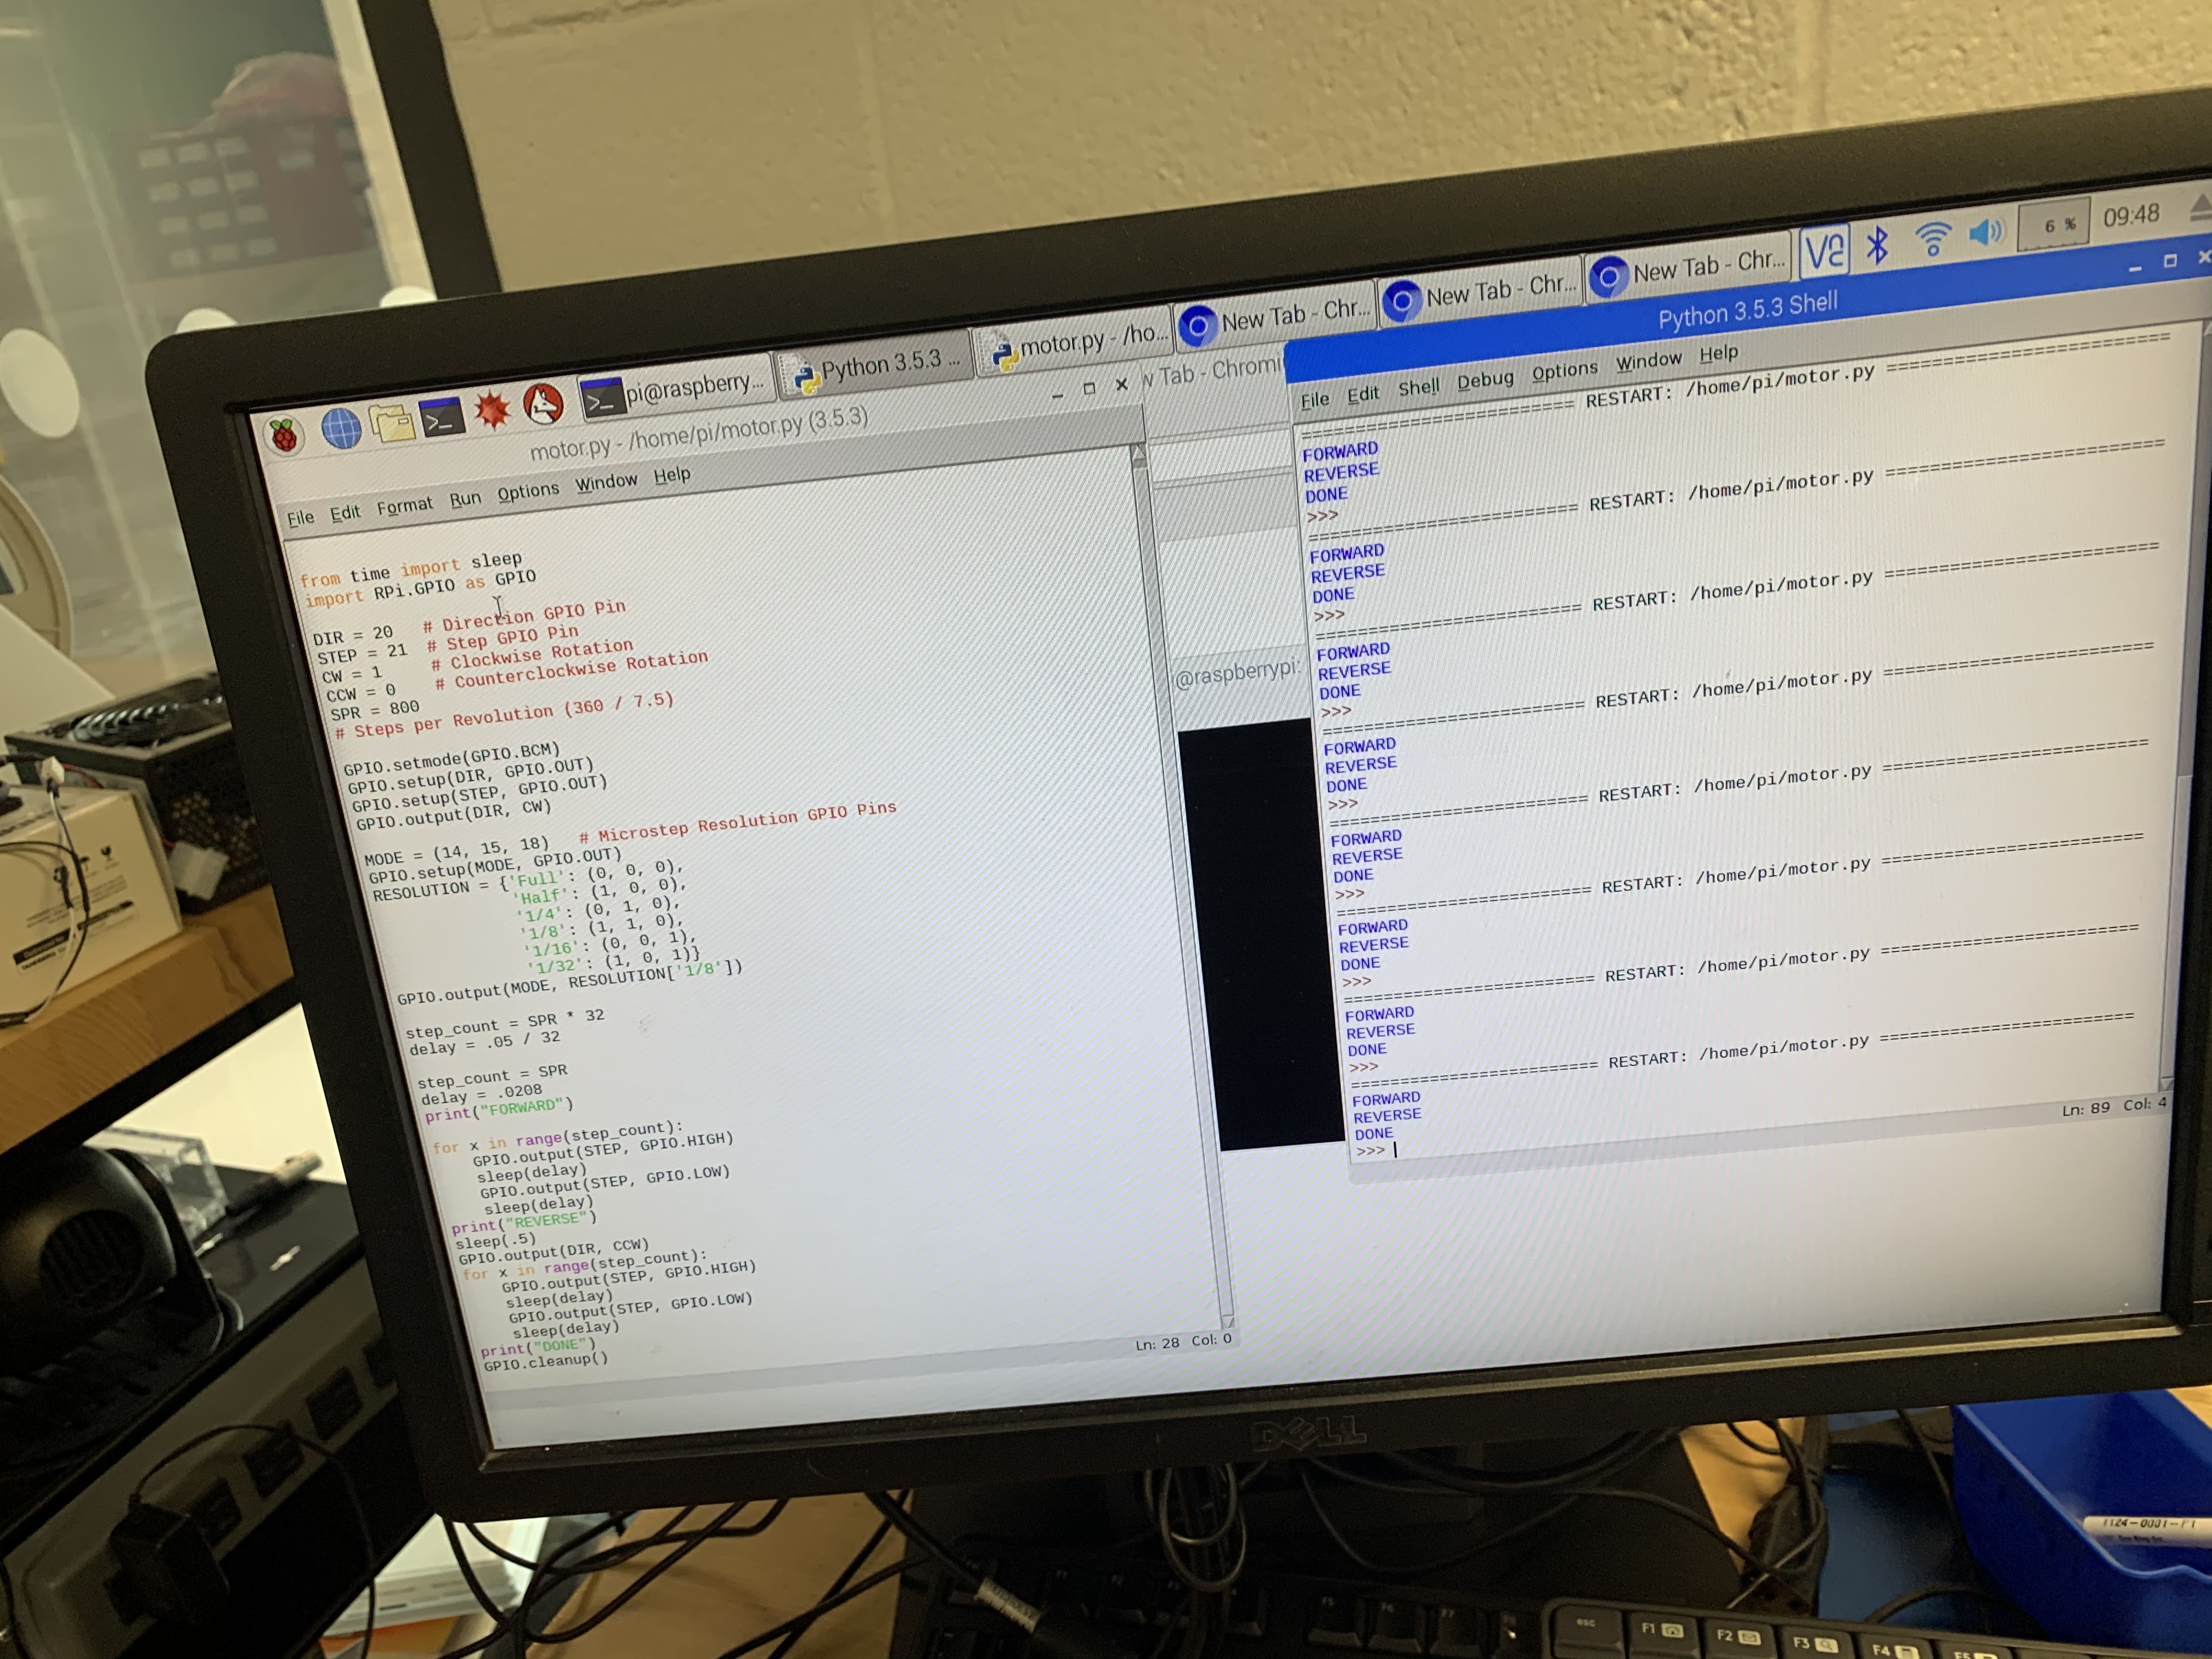 pi@raspberry...
Python 3.5.3 ...
motor.py - /ho...
New Tab - Chr...
New Tab - Chr...
New Tab - Chr...
V2
6 %
09:48
motor.py - /home/pi/motor.py (3.5.3)
File Edit Format Run Options Window Help
from time import sleep
import RPi.GPIO as GPIO
DIR = 20 # Direction GPIO Pin
STEP = 21 # Step GPIO Pin
CW = 1 # Clockwise Rotation
CCW = 0 # Counterclockwise Rotation
SPR = 800
# Steps per Revolution (360 / 7.5)
GPIO.setmode(GPIO.BCM)
GPIO.setup(DIR, GPIO.OUT)
GPIO.setup(STEP, GPIO.OUT)
GPIO.output(DIR, CW)
MODE = (14, 15, 18) # Microstep Resolution GPIO Pins
GPIO.setup(MODE, GPIO.OUT)
RESOLUTION = {'Full': (0, 0, 0),
'Half': (1, 0, 0),
'1/4': (0, 1, 0),
'1/8': (1, 1, 0),
'1/16': (0, 0, 1),
'1/32': (1, 0, 1)}
GPIO.output(MODE, RESOLUTION['1/8'])
step_count = SPR * 32
delay = .05 / 32
step_count = SPR
delay = .0208
print("FORWARD")
for x in range(step_count):
GPIO.output(STEP, GPIO.HIGH)
sleep(delay)
GPIO.output(STEP, GPIO.LOW)
sleep(delay)
print("REVERSE")
sleep(.5)
GPIO.output(DIR, CCW)
for x in range(step_count):
GPIO.output(STEP, GPIO.HIGH)
sleep(delay)
GPIO.output(STEP, GPIO.LOW)
sleep(delay)
print("DONE")
GPIO.cleanup()
Ln: 28 Col: 0
w Tab - Chromi
@raspberrypi:
Python 3.5.3 Shell
File Edit Shell Debug Options Window Help
============================ RESTART: /home/pi/motor.py ============================
FORWARD
REVERSE
DONE
>>>
============================ RESTART: /home/pi/motor.py ============================
FORWARD
REVERSE
DONE
>>>
============================ RESTART: /home/pi/motor.py ============================
FORWARD
REVERSE
DONE
>>>
============================ RESTART: /home/pi/motor.py ============================
FORWARD
REVERSE
DONE
>>>
============================ RESTART: /home/pi/motor.py ============================
FORWARD
REVERSE
DONE
>>>
============================ RESTART: /home/pi/motor.py ============================
FORWARD
REVERSE
DONE
>>>
============================ RESTART: /home/pi/motor.py ============================
FORWARD
REVERSE
DONE
>>>
============================ RESTART: /home/pi/motor.py ============================
FORWARD
REVERSE
DONE
>>>
Ln: 89 Col: 4
DELL
esc
F1
F2
F3
F4